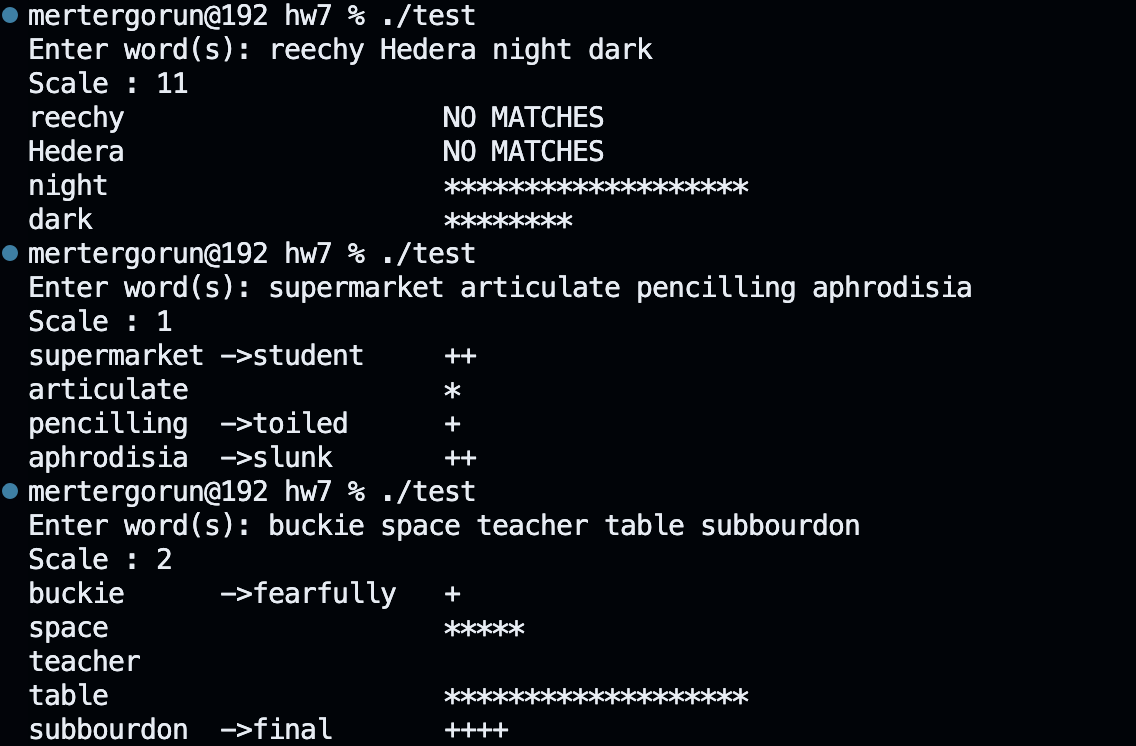 mertergorun@192 hw7 % ./test
Enter word(s): reechy Hedera night dark
Scale : 11
reechy                    NO MATCHES
Hedera                    NO MATCHES
night                     *******************
dark                      ********
mertergorun@192 hw7 % ./test
Enter word(s): supermarket articulate pencilling aphrodisia
Scale : 1
supermarket ->student     ++
articulate                *
pencilling  ->toiled      +
aphrodisia  ->slunk       ++
mertergorun@192 hw7 % ./test
Enter word(s): buckie space teacher table subbourdon
Scale : 2
buckie      ->fearfully   +
space                     *****
teacher
table                     *******************
subbourdon  ->final       ++++